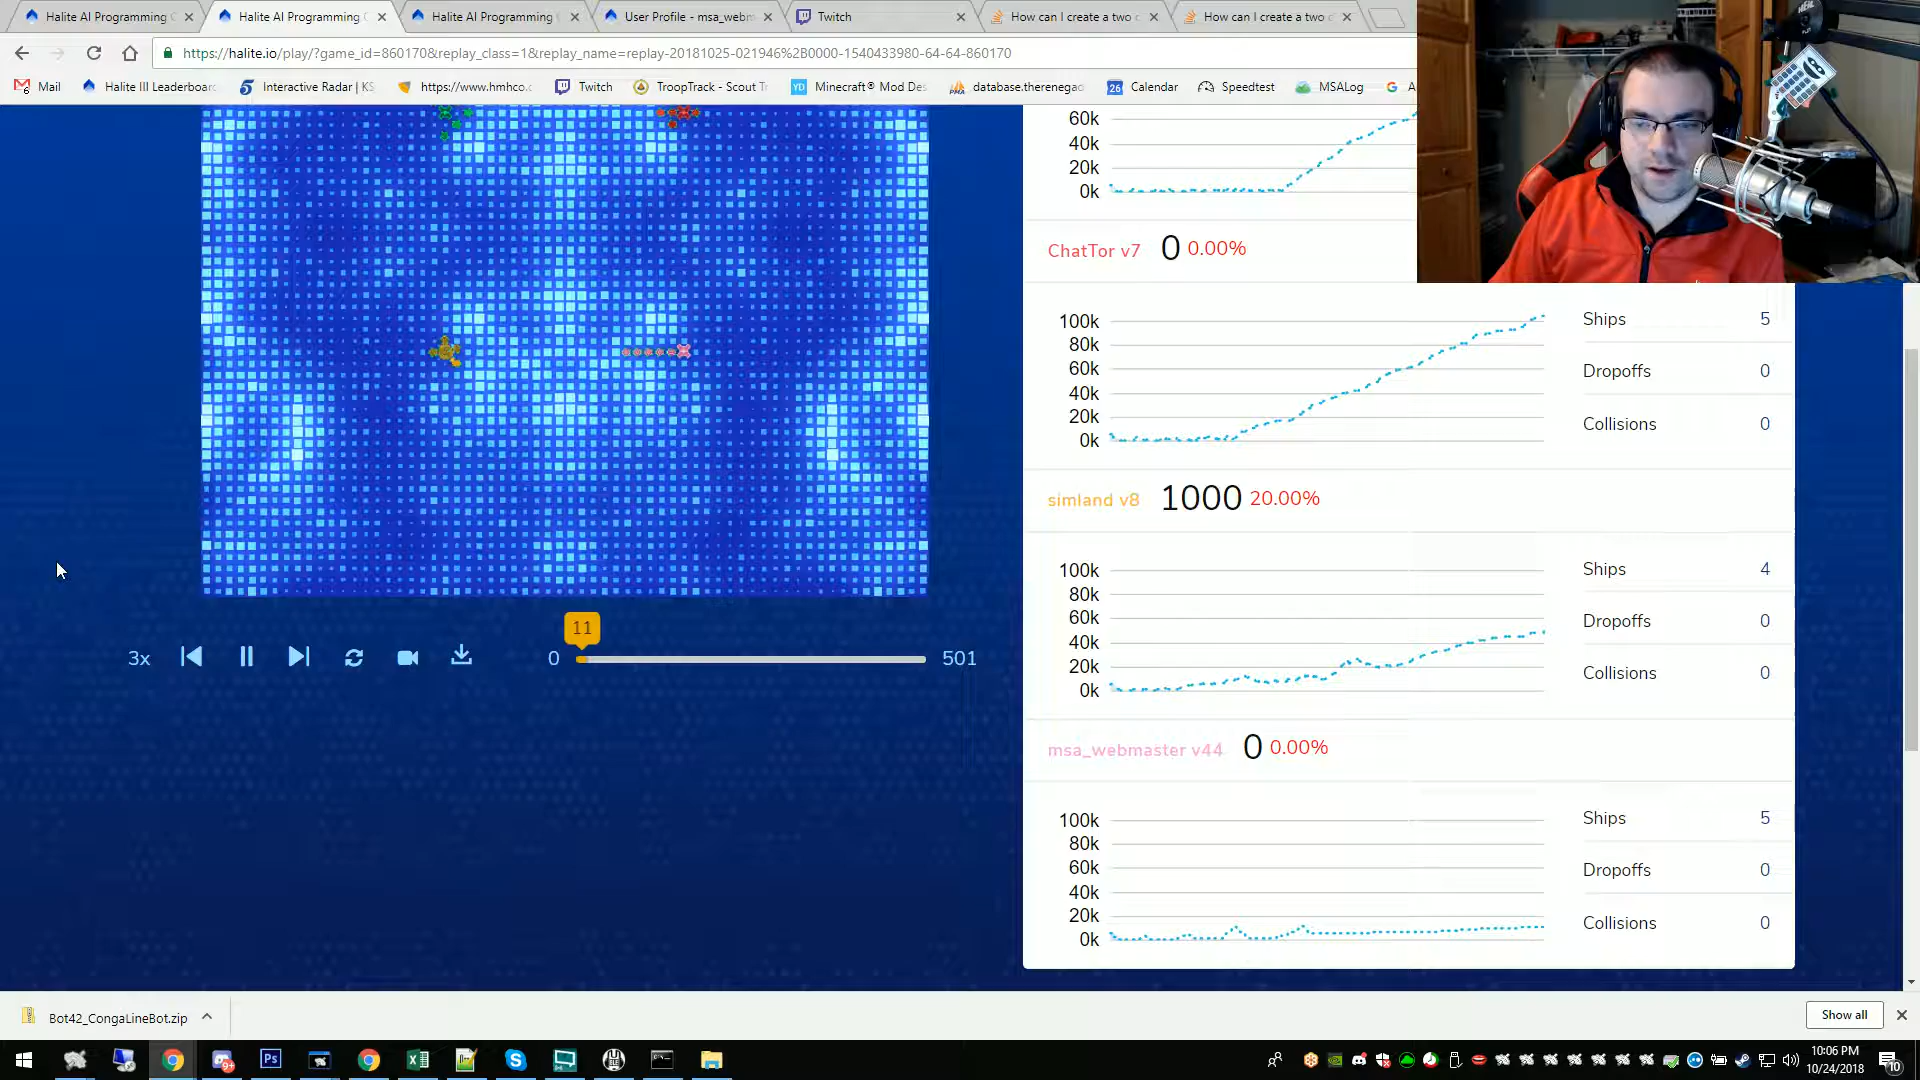 Halite AI Programming C
Halite AI Programming C
Halite AI Programming C
User Profile - msa_webm
Twitch
How can I create a two c
How can I create a two c
https://halite.io/play/?game_id=860170&replay_class=1&replay_name=replay-20181025-021946%2B0000-1540433980-64-64-860170
Mail
Halite III Leaderboar
Interactive Radar | KS
https://www.hmhco.c
Twitch
TroopTrack - Scout T
Minecraft® Mod Des
database.therenegad
26
Calendar
Speedtest
MSALog
A
60k
40k
20k
0k
ChatTor v7 0 0.00%
100k
80k
60k
40k
20k
0k
Ships 5
Dropoffs 0
Collisions 0
simland v8 1000 20.00%
100k
80k
60k
40k
20k
0k
Ships 4
Dropoffs 0
Collisions 0
msa_webmaster v44 0 0.00%
100k
80k
60k
40k
20k
0k
Ships 5
Dropoffs 0
Collisions 0
11
3x
0
501
Bot42_CongaLineBot.zip
Show all
10:06 PM
10/24/2018
10